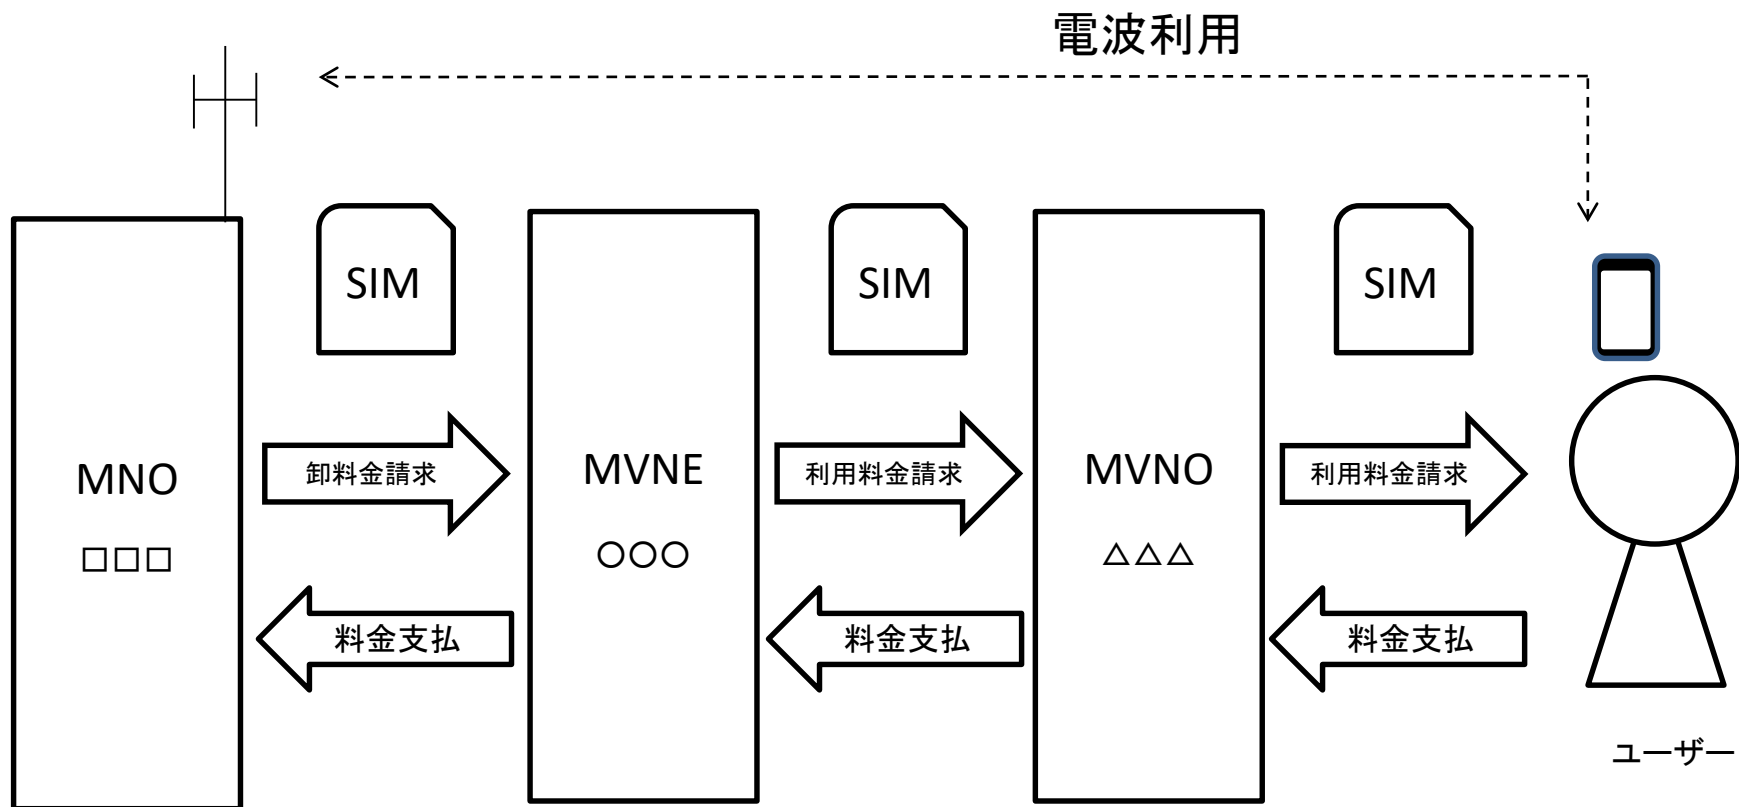 電波利用
SIM
SIM
SIM
MNO
□□□
卸料金請求
MVNE
○○○
利用料金請求
MVNO
△△△
利用料金請求
料金支払
料金支払
料金支払
ユーザー